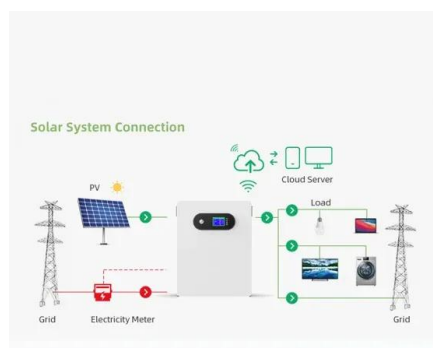 Solar System Connection
PV
Cloud Server
Load
Grid
Electricity Meter
Grid